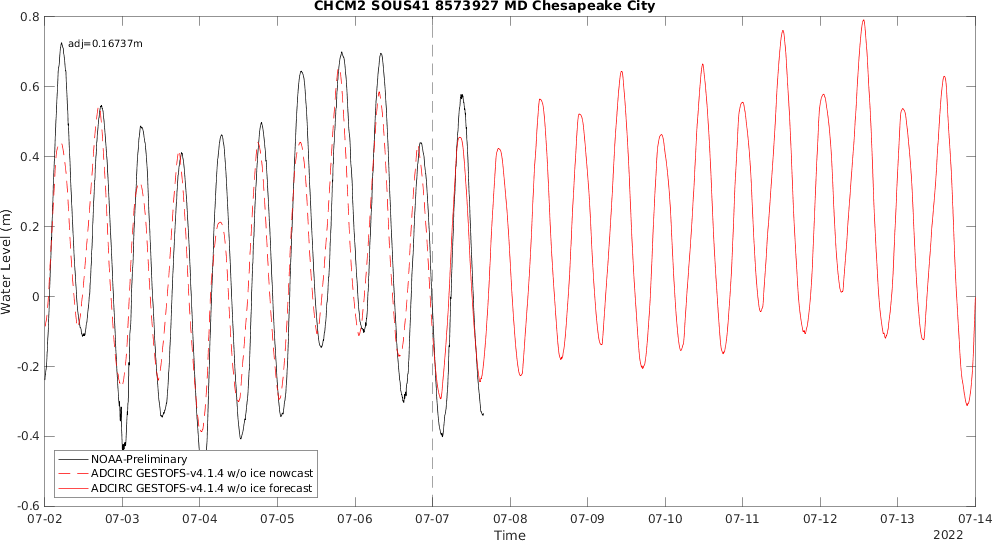 CHCM2 SOUS41 8573927 MD Chesapeake City
adj=0.16737m
Water Level (m)
0.8
0.6
0.4
0.2
0
-0.2
-0.4
-0.6
NOAA-Preliminary
ADCIRC GESTOFS-v4.1.4 w/o ice nowcast
ADCIRC GESTOFS-v4.1.4 w/o ice forecast
07-02 07-03 07-04 07-05 07-06 07-07 07-08 07-09 07-10 07-11 07-12 07-13 07-14
Time
2022